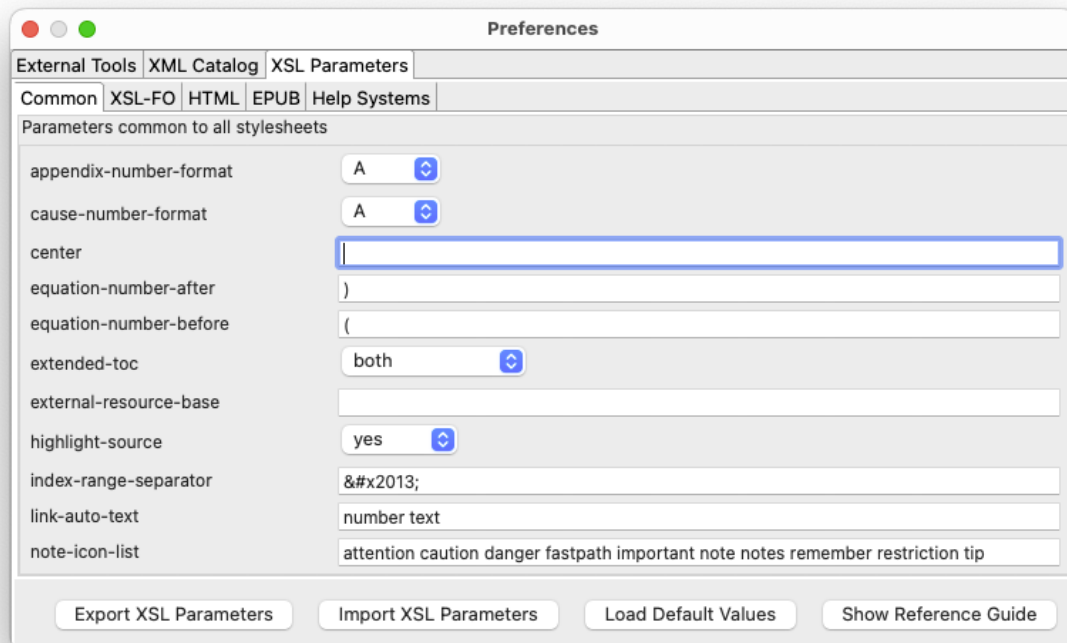 Preferences
External Tools XML Catalog XSL Parameters
Common XSL-FO HTML EPUB Help Systems
Parameters common to all stylesheets
appendix-number-format A
cause-number-format A
center
equation-number-after )
equation-number-before (
extended-toc both
external-resource-base
highlight-source yes
index-range-separator &#x2013;
link-auto-text number text
note-icon-list attention caution danger fastpath important note notes remember restriction tip
Export XSL Parameters Import XSL Parameters Load Default Values Show Reference Guide